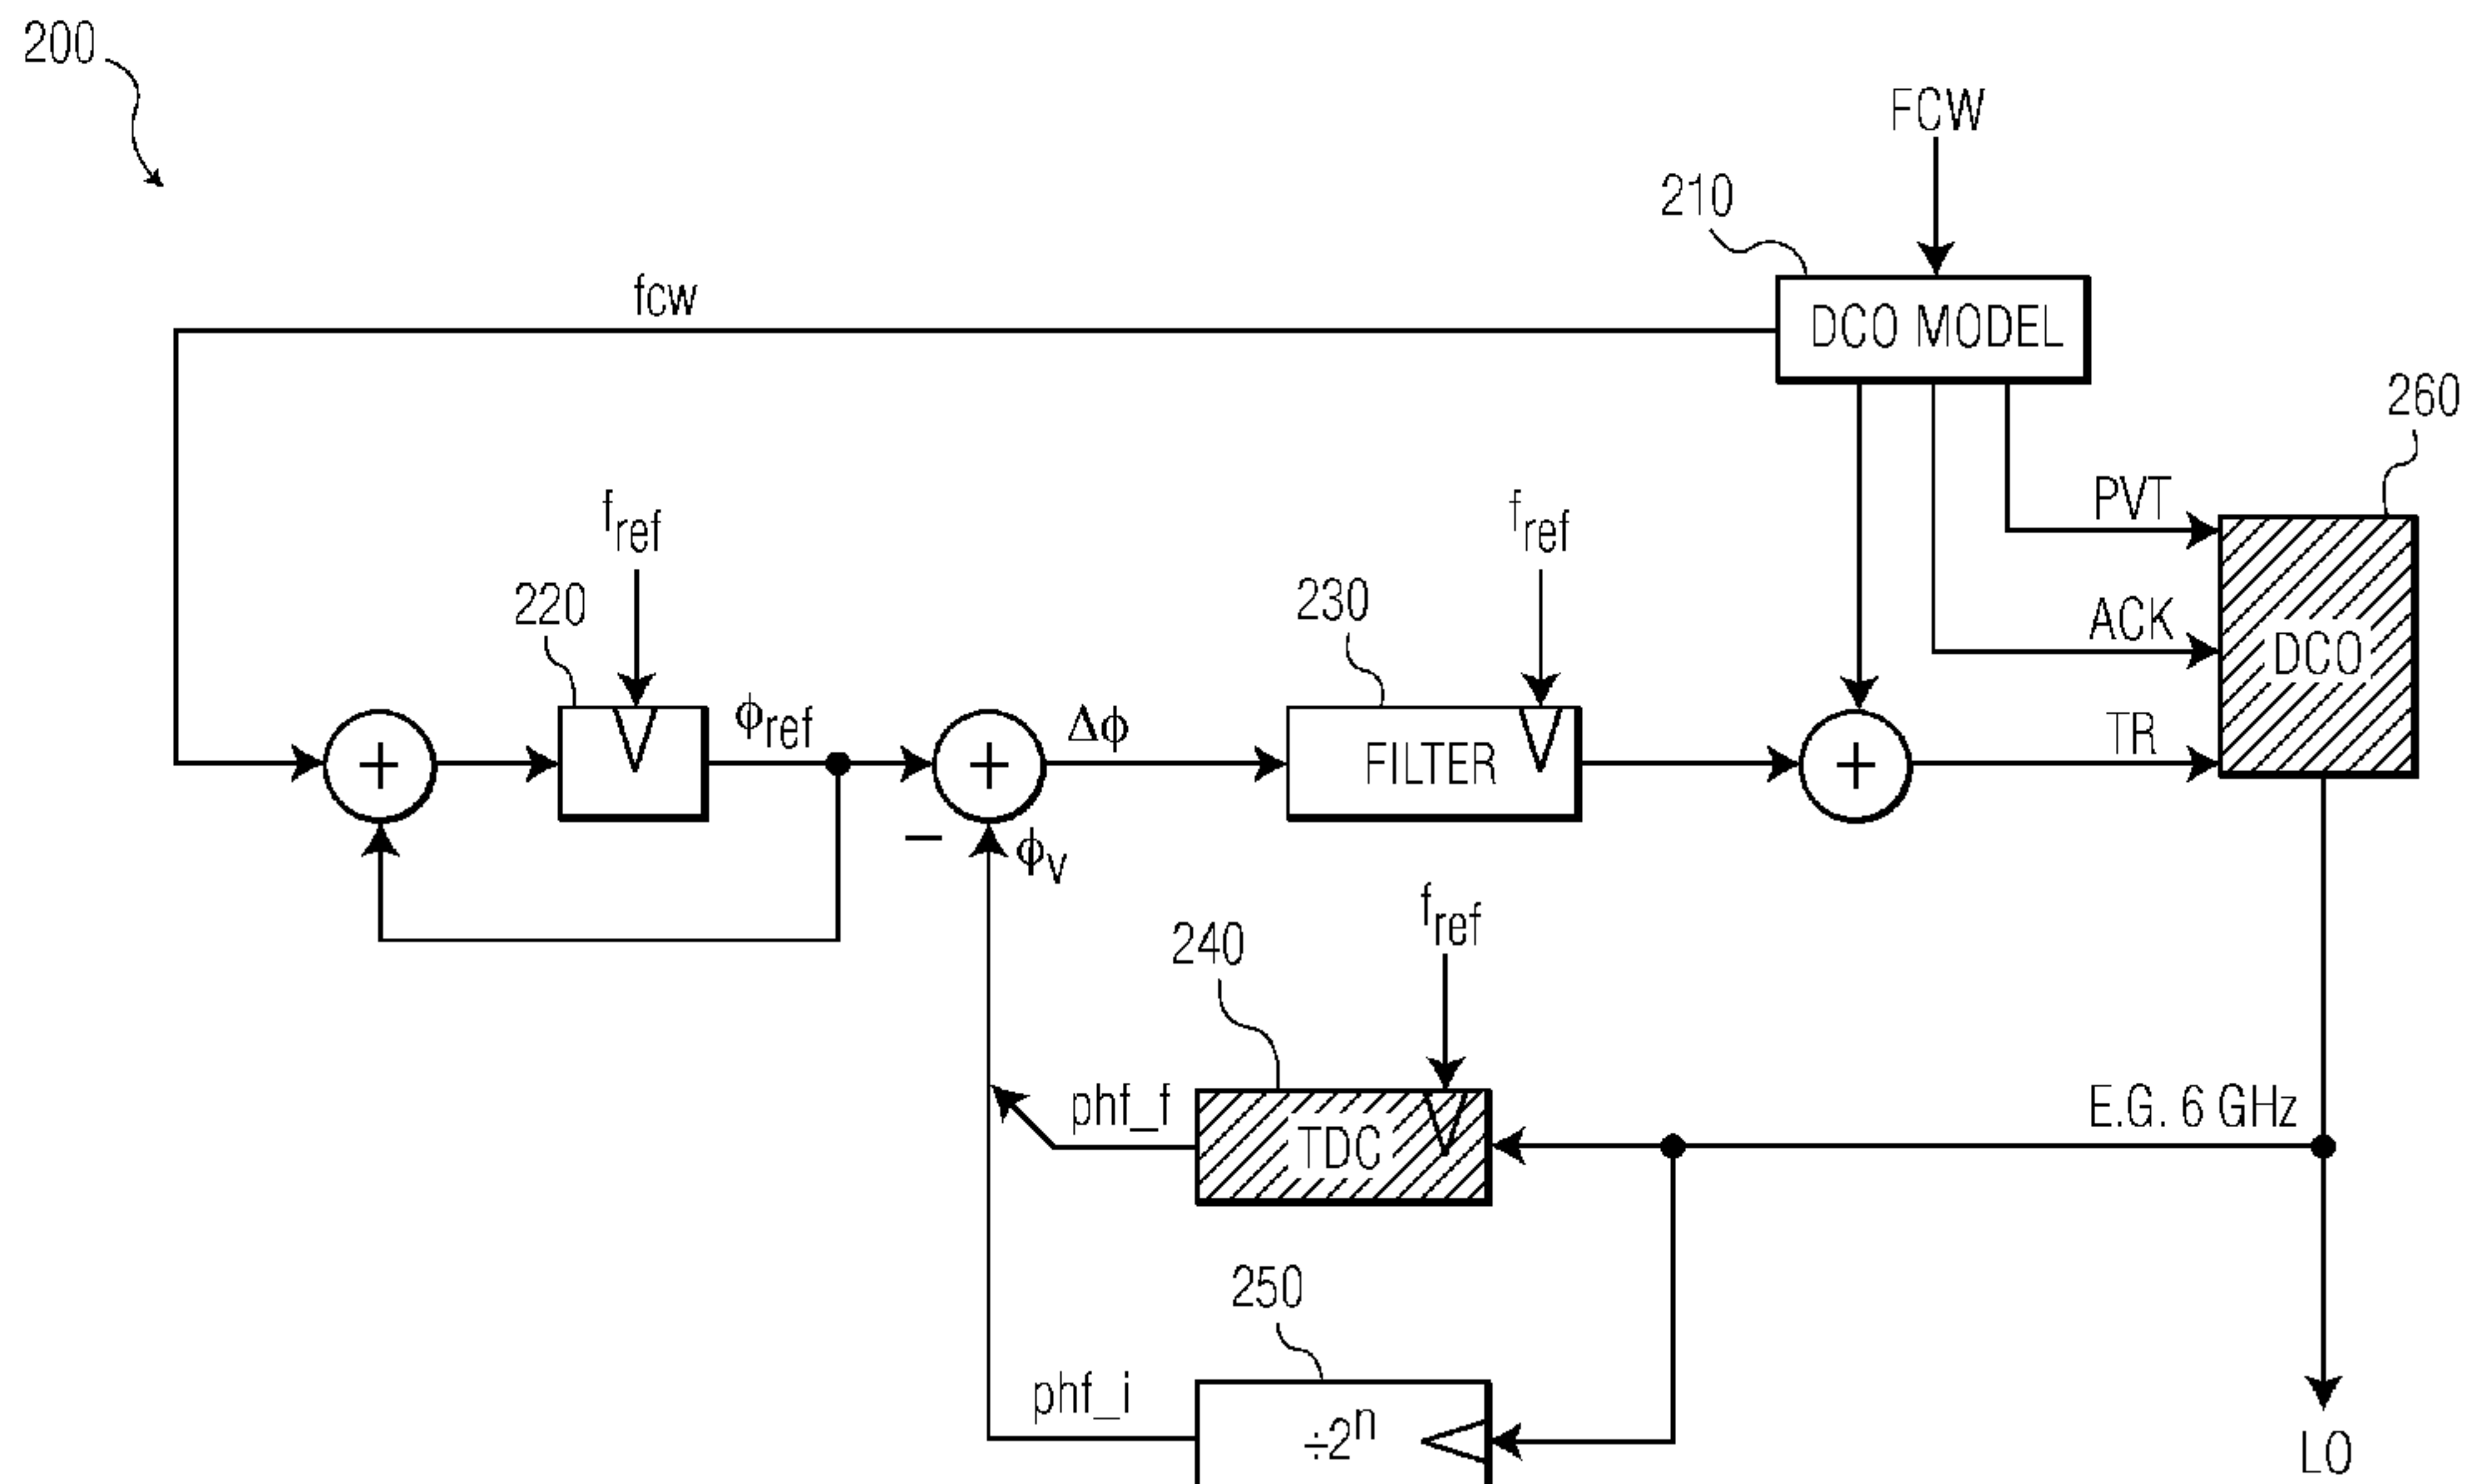 200
FCW
210
fcw
DCO MODEL
260
PVT
fref
fref
220
230
ACK
DCO
ϕref
Δϕ
TR
+
+
FILTER
+
−
ϕV
fref
240
phf_f
TDC
E.G. 6 GHz
250
phf_i
÷2ⁿ
LO